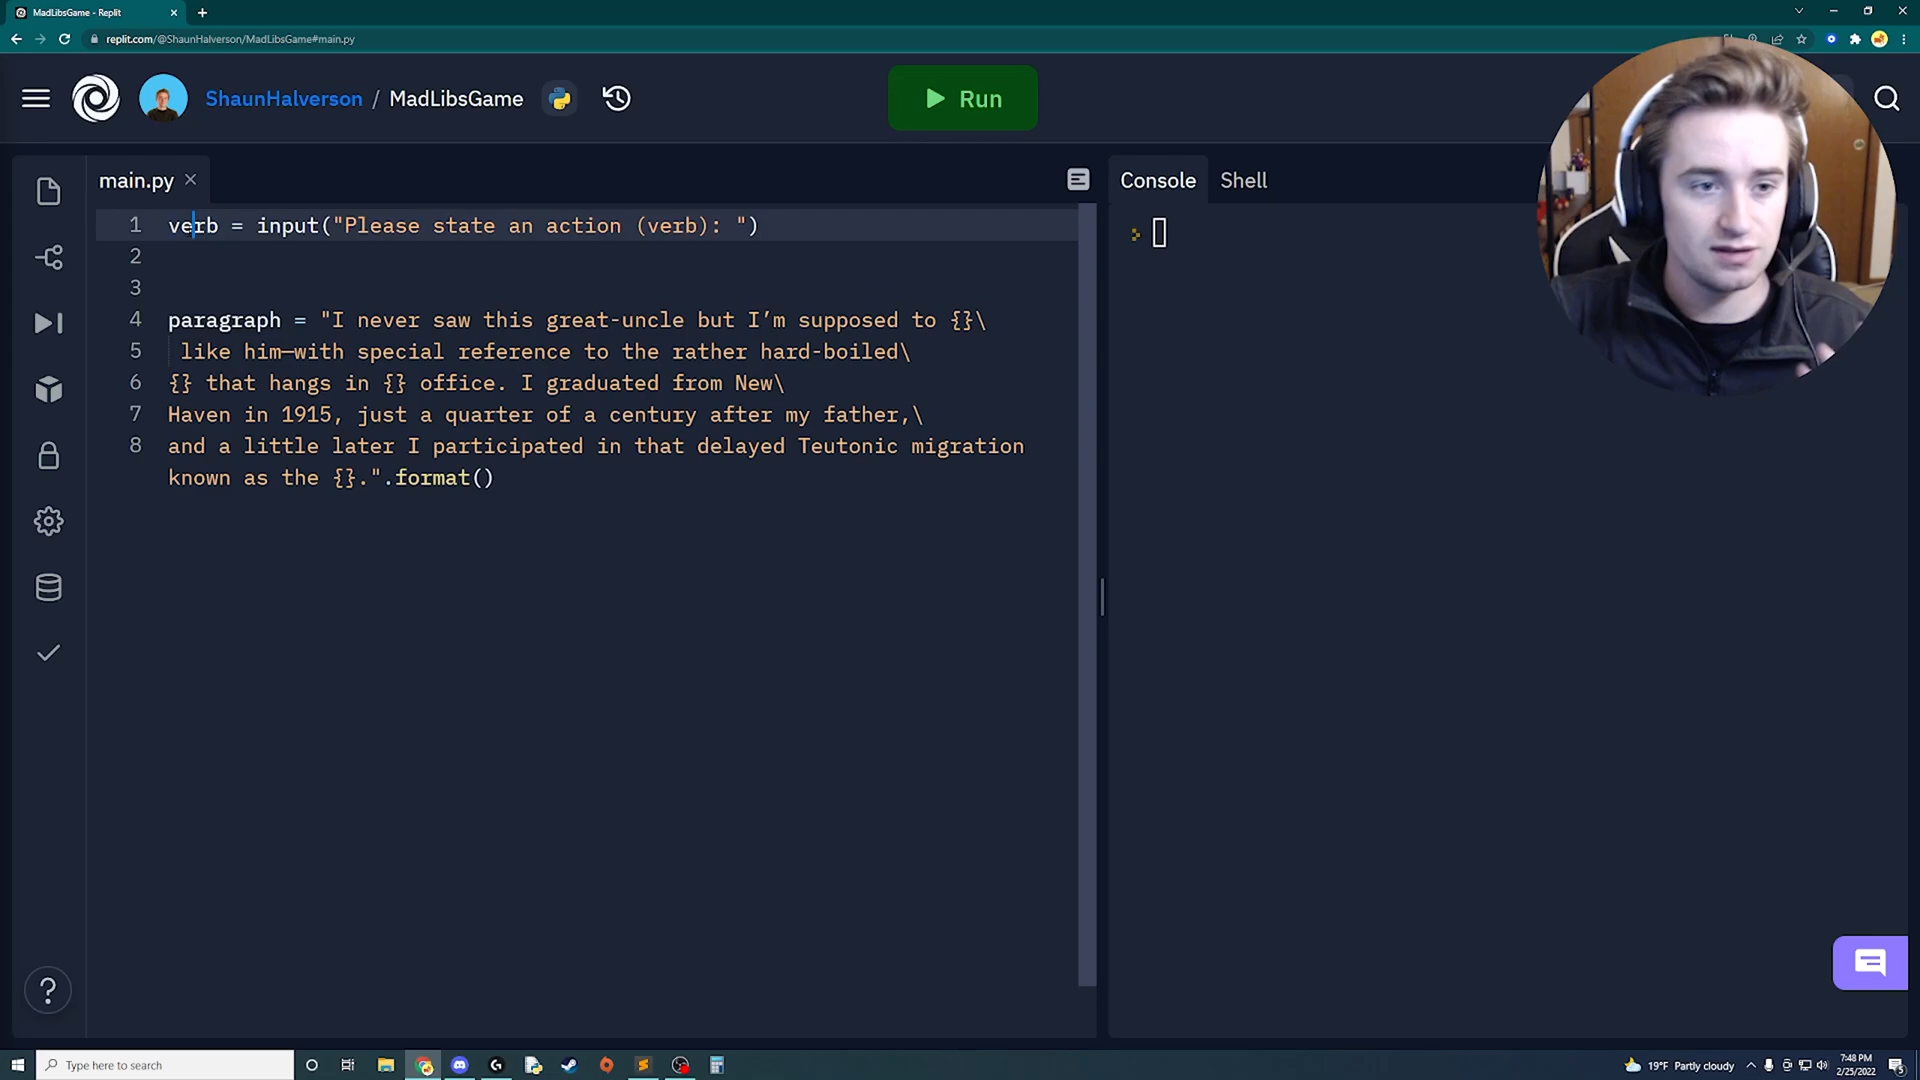 MadLibsGame - Replit
replit.com/@ShaunHalverson/MadLibsGame#main.py
ShaunHalverson / MadLibsGame
Run
main.py
Console
Shell
1 verb = input("Please state an action (verb): ")
2
3
4 paragraph = "I never saw this great-uncle but I’m supposed to {}\
5 like him—with special reference to the rather hard-boiled\
6 {} that hangs in {} office. I graduated from New\
7 Haven in 1915, just a quarter of a century after my father,\
8 and a little later I participated in that delayed Teutonic migration
known as the {}.".format()
?
Type here to search
19°F Partly cloudy
7:48 PM
2/25/2022
5